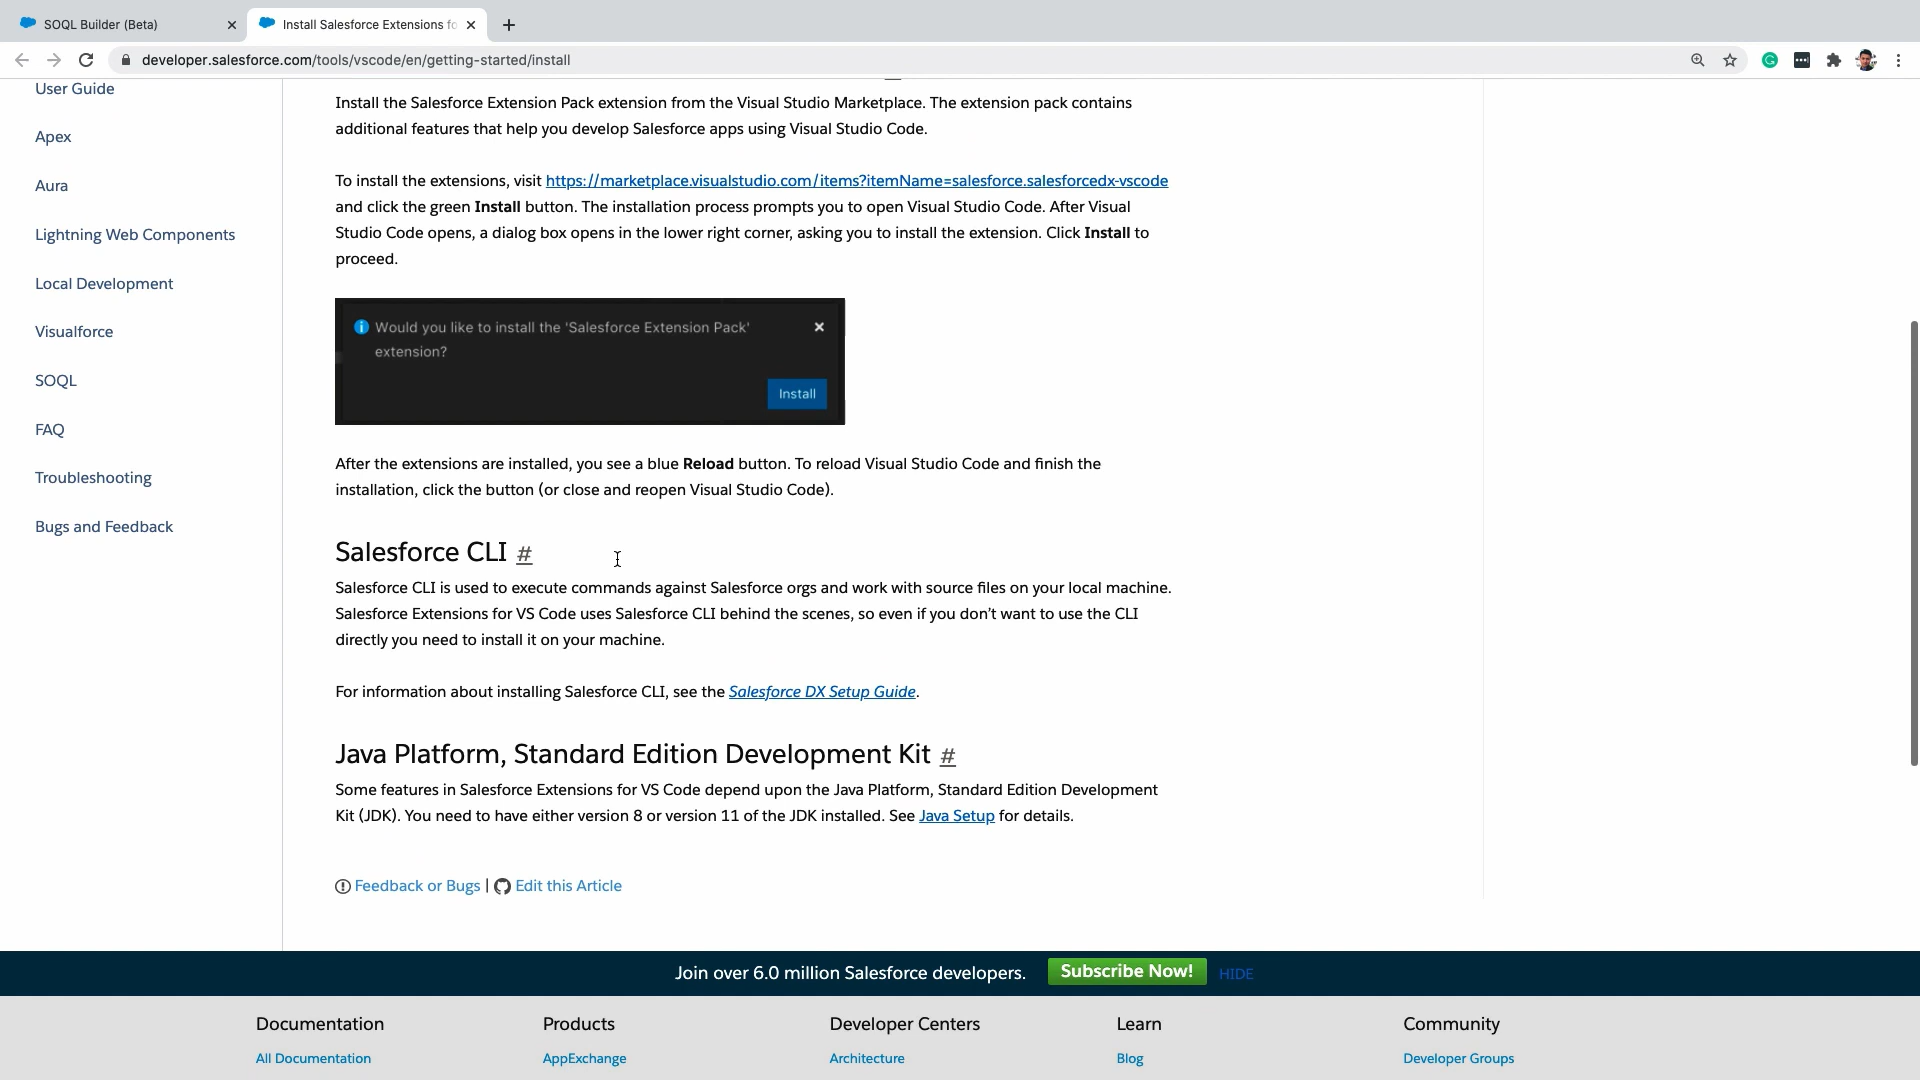 SOQL Builder (Beta)
Install Salesforce Extensions fo
developer.salesforce.com/tools/vscode/en/getting-started/install
User Guide
Apex
Aura
Lightning Web Components
Local Development
Visualforce
SOQL
FAQ
Troubleshooting
Bugs and Feedback
Install the Salesforce Extension Pack extension from the Visual Studio Marketplace. The extension pack contains
additional features that help you develop Salesforce apps using Visual Studio Code.
To install the extensions, visit https://marketplace.visualstudio.com/items?itemName=salesforce.salesforcedx-vscode
and click the green Install button. The installation process prompts you to open Visual Studio Code. After Visual
Studio Code opens, a dialog box opens in the lower right corner, asking you to install the extension. Click Install to
proceed.
Would you like to install the 'Salesforce Extension Pack'
extension?
Install
After the extensions are installed, you see a blue Reload button. To reload Visual Studio Code and finish the
installation, click the button (or close and reopen Visual Studio Code).
Salesforce CLI #
Salesforce CLI is used to execute commands against Salesforce orgs and work with source files on your local machine.
Salesforce Extensions for VS Code uses Salesforce CLI behind the scenes, so even if you don’t want to use the CLI
directly you need to install it on your machine.
For information about installing Salesforce CLI, see the Salesforce DX Setup Guide.
Java Platform, Standard Edition Development Kit #
Some features in Salesforce Extensions for VS Code depend upon the Java Platform, Standard Edition Development
Kit (JDK). You need to have either version 8 or version 11 of the JDK installed. See Java Setup for details.
Feedback or Bugs | Edit this Article
Join over 6.0 million Salesforce developers. Subscribe Now! HIDE
Documentation Products Developer Centers Learn Community
All Documentation AppExchange Architecture Blog Developer Groups